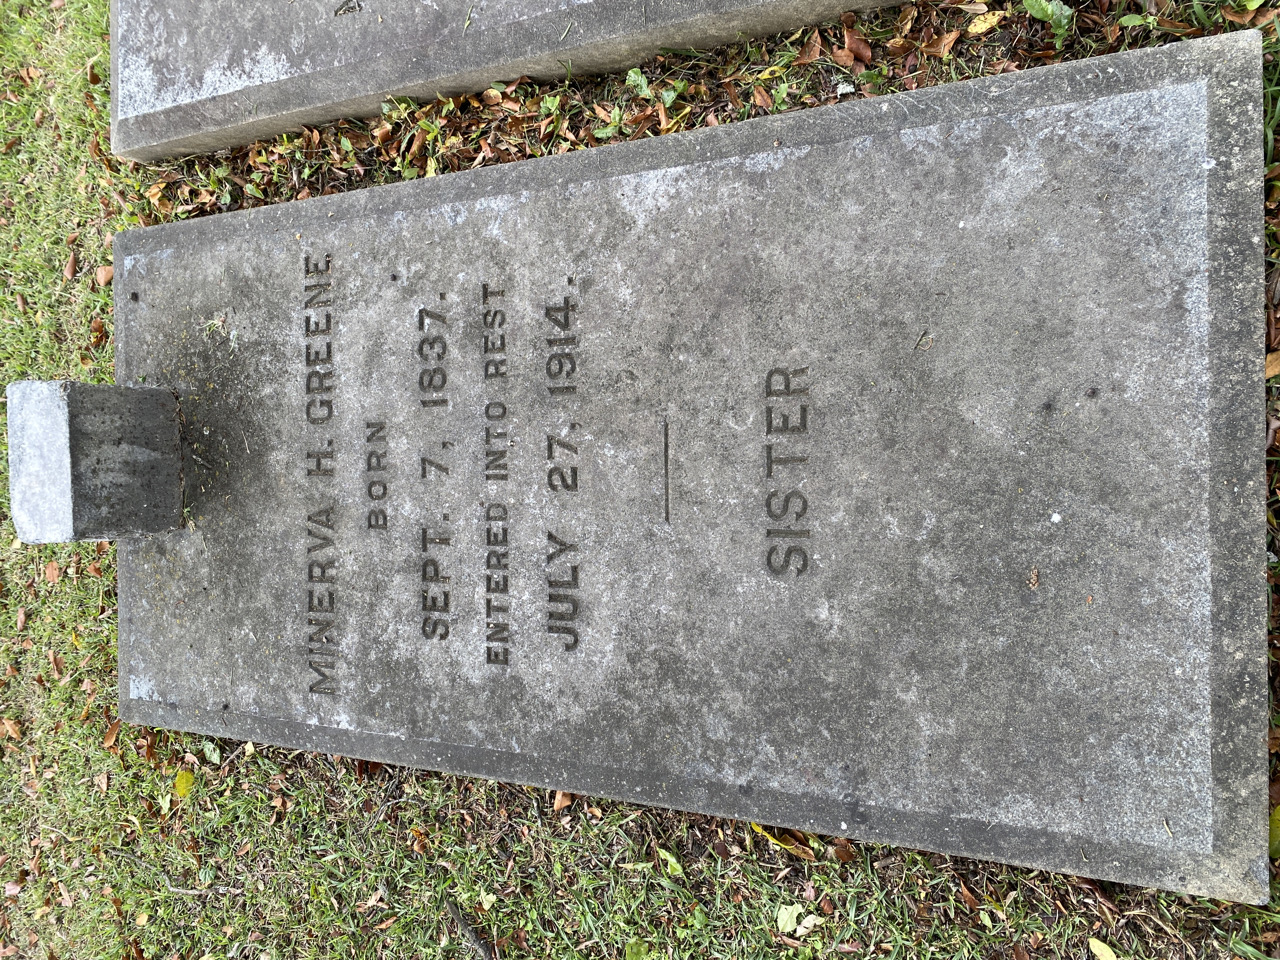 MINERVA H. GREENE
BORN
SEPT. 7, 1837.
ENTERED INTO REST
JULY 27, 1914.
SISTER